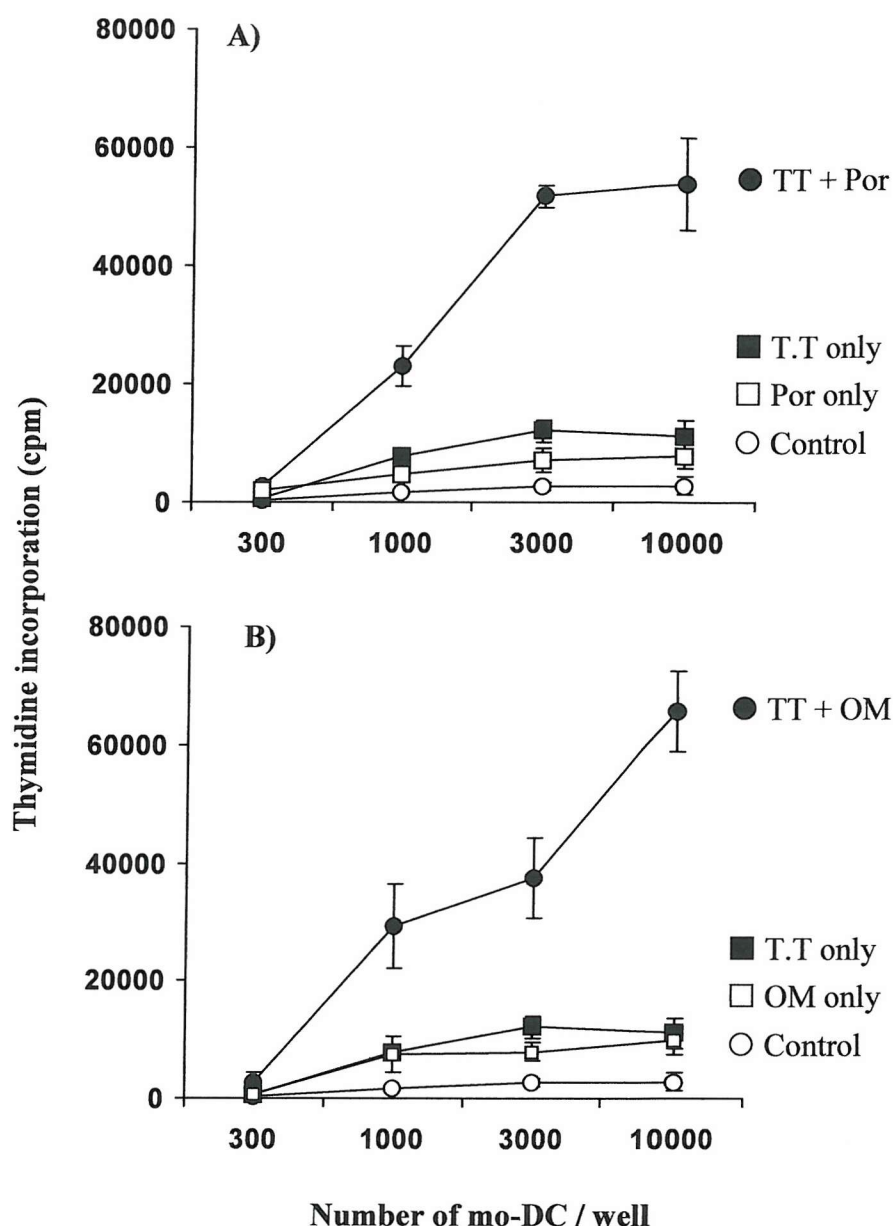 A)
80000
60000
40000
20000
0
300 1000 3000 10000
TT + Por
T.T only
Por only
Control
Thymidine incorporation (cpm)
B)
80000
60000
40000
20000
0
300 1000 3000 10000
TT + OM
T.T only
OM only
Control
Number of mo-DC / well